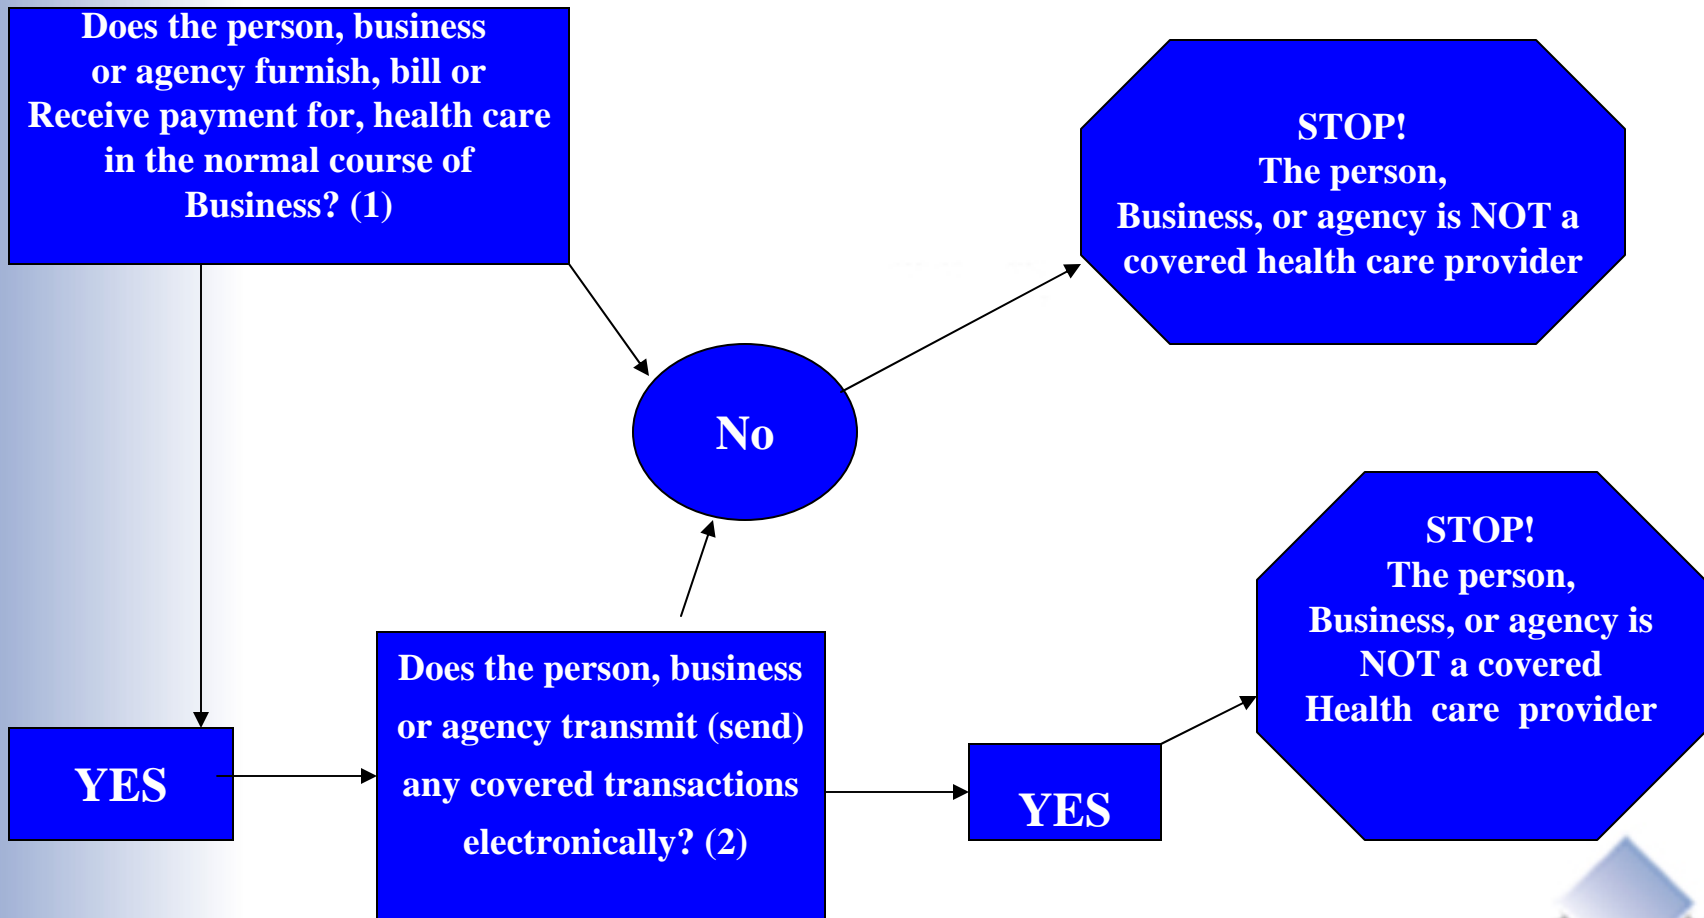 Does the person, business
or agency furnish, bill or
Receive payment for, health care
in the normal course of
Business? (1)
STOP!
The person,
Business, or agency is NOT a
covered health care provider
No
STOP!
The person,
Business, or agency is
NOT a covered
Health care provider
YES
Does the person, business
or agency transmit (send)
any covered transactions
electronically? (2)
YES